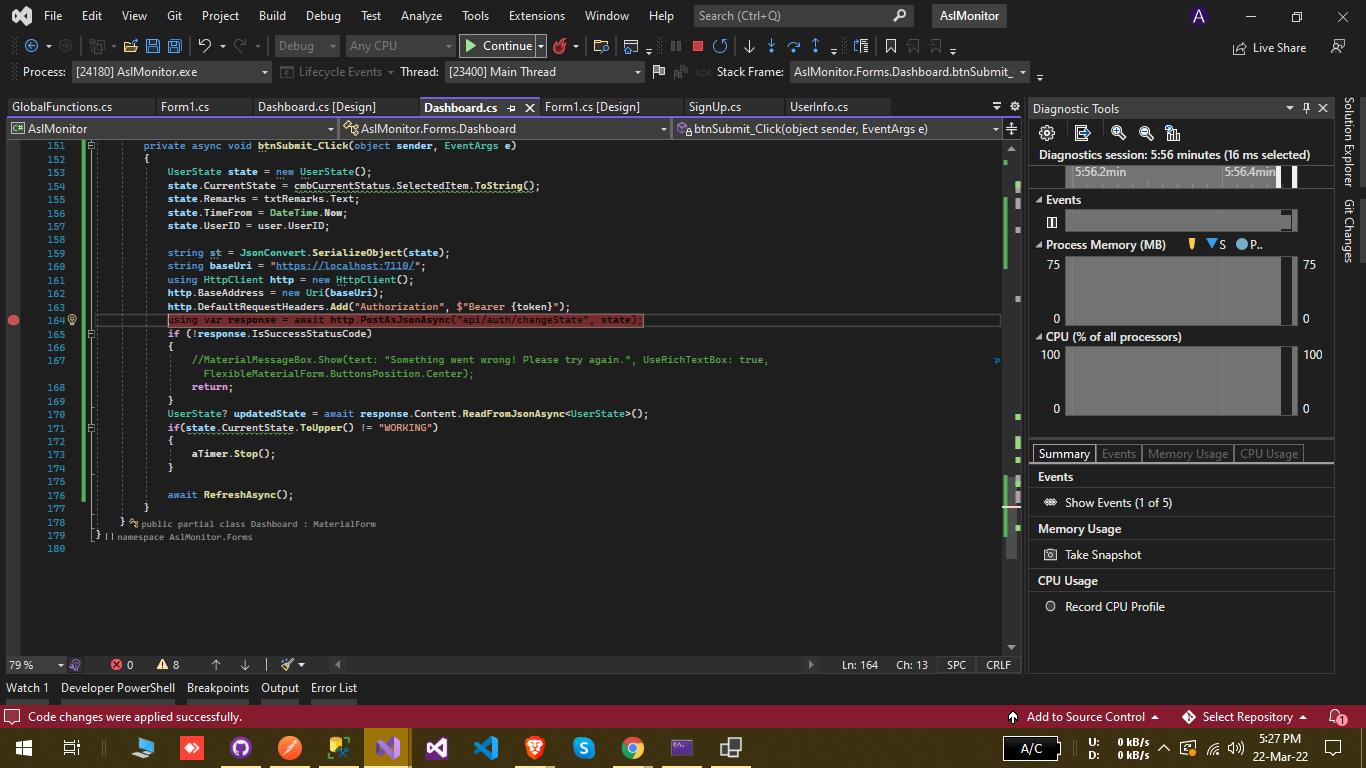 File Edit View Git Project Build Debug Test Analyze Tools Extensions Window Help Search (Ctrl+Q) AslMonitor A
Debug Any CPU Continue Live Share
Process: [24180] AslMonitor.exe Lifecycle Events Thread: [23400] Main Thread Stack Frame: AslMonitor.Forms.Dashboard.btnSubmit_
GlobalFunctions.cs Form1.cs Dashboard.cs [Design] Dashboard.cs Form1.cs [Design] SignUp.cs UserInfo.cs
AslMonitor AslMonitor.Forms.Dashboard btnSubmit_Click(object sender, EventArgs e)
151 private async void btnSubmit_Click(object sender, EventArgs e)
152 {
153 UserState state = new UserState();
154 state.CurrentState = cmbCurrentStatus.SelectedItem.ToString();
155 state.Remarks = txtRemarks.Text;
156 state.TimeFrom = DateTime.Now;
157 state.UserID = user.UserID;
158
159 string st = JsonConvert.SerializeObject(state);
160 string baseUri = "https://localhost:7110/";
161 using HttpClient http = new HttpClient();
162 http.BaseAddress = new Uri(baseUri);
163 http.DefaultRequestHeaders.Add("Authorization", $"Bearer {token}");
164 using var response = await http.PostAsJsonAsync("api/auth/changeState", state);
165 if (!response.IsSuccessStatusCode)
166 {
167 //MaterialMessageBox.Show(text: "Something went wrong! Please try again.", UseRichTextBox: true,
FlexibleMaterialForm.ButtonsPosition.Center);
168 return;
169 }
170 UserState? updatedState = await response.Content.ReadFromJsonAsync<UserState>();
171 if(state.CurrentState.ToUpper() != "WORKING")
172 {
173 aTimer.Stop();
174 }
175
176 await RefreshAsync();
177 }
178 } public partial class Dashboard : MaterialForm
179 } namespace AslMonitor.Forms
180
79 % 0 8 Ln: 164 Ch: 13 SPC CRLF
Diagnostic Tools
Diagnostics session: 5:56 minutes (16 ms selected)
5:56.2min 5:56.4min
Events
Process Memory (MB) S P..
75 75
0 0
CPU (% of all processors)
100 100
0 0
Summary Events Memory Usage CPU Usage
Events
Show Events (1 of 5)
Memory Usage
Take Snapshot
CPU Usage
Record CPU Profile
Solution Explorer
Git Changes
Watch 1 Developer PowerShell Breakpoints Output Error List
Code changes were applied successfully. Add to Source Control Select Repository 1
A/C U: 0 kB/s 5:27 PM
D: 0 kB/s 22-Mar-22